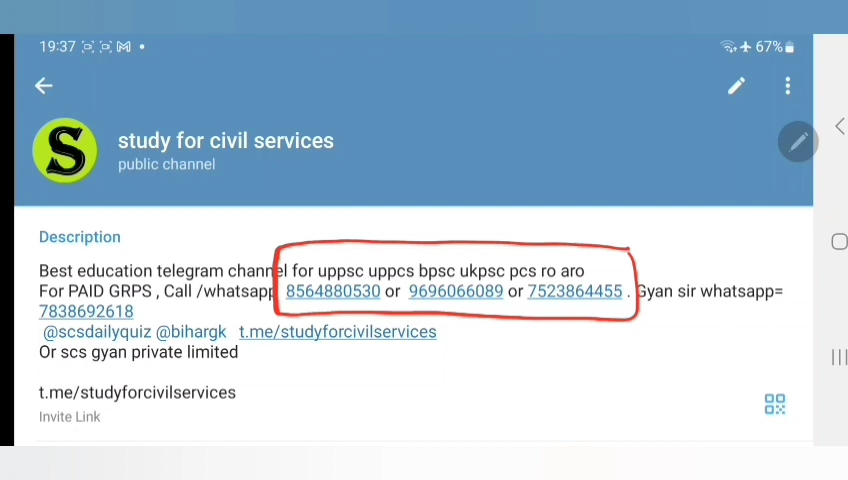 19:37
67%
S
study for civil services
public channel
Description
Best education telegram channel for uppsc uppcs bpsc ukpsc pcs ro aro
For PAID GRPS , Call /whatsapp 8564880530 or 9696066089 or 7523864455 . Gyan sir whatsapp=
7838692618
@scsdailyquiz @bihargk t.me/studyforcivilservices
Or scs gyan private limited
t.me/studyforcivilservices
Invite Link